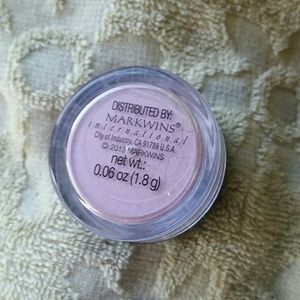 DISTRIBUTED BY:
MARKWINS®
international
City of Industry, CA 91789 U.S.A
© 2013 MARKWINS
net wt.:
0.06 oz (1.8 g)